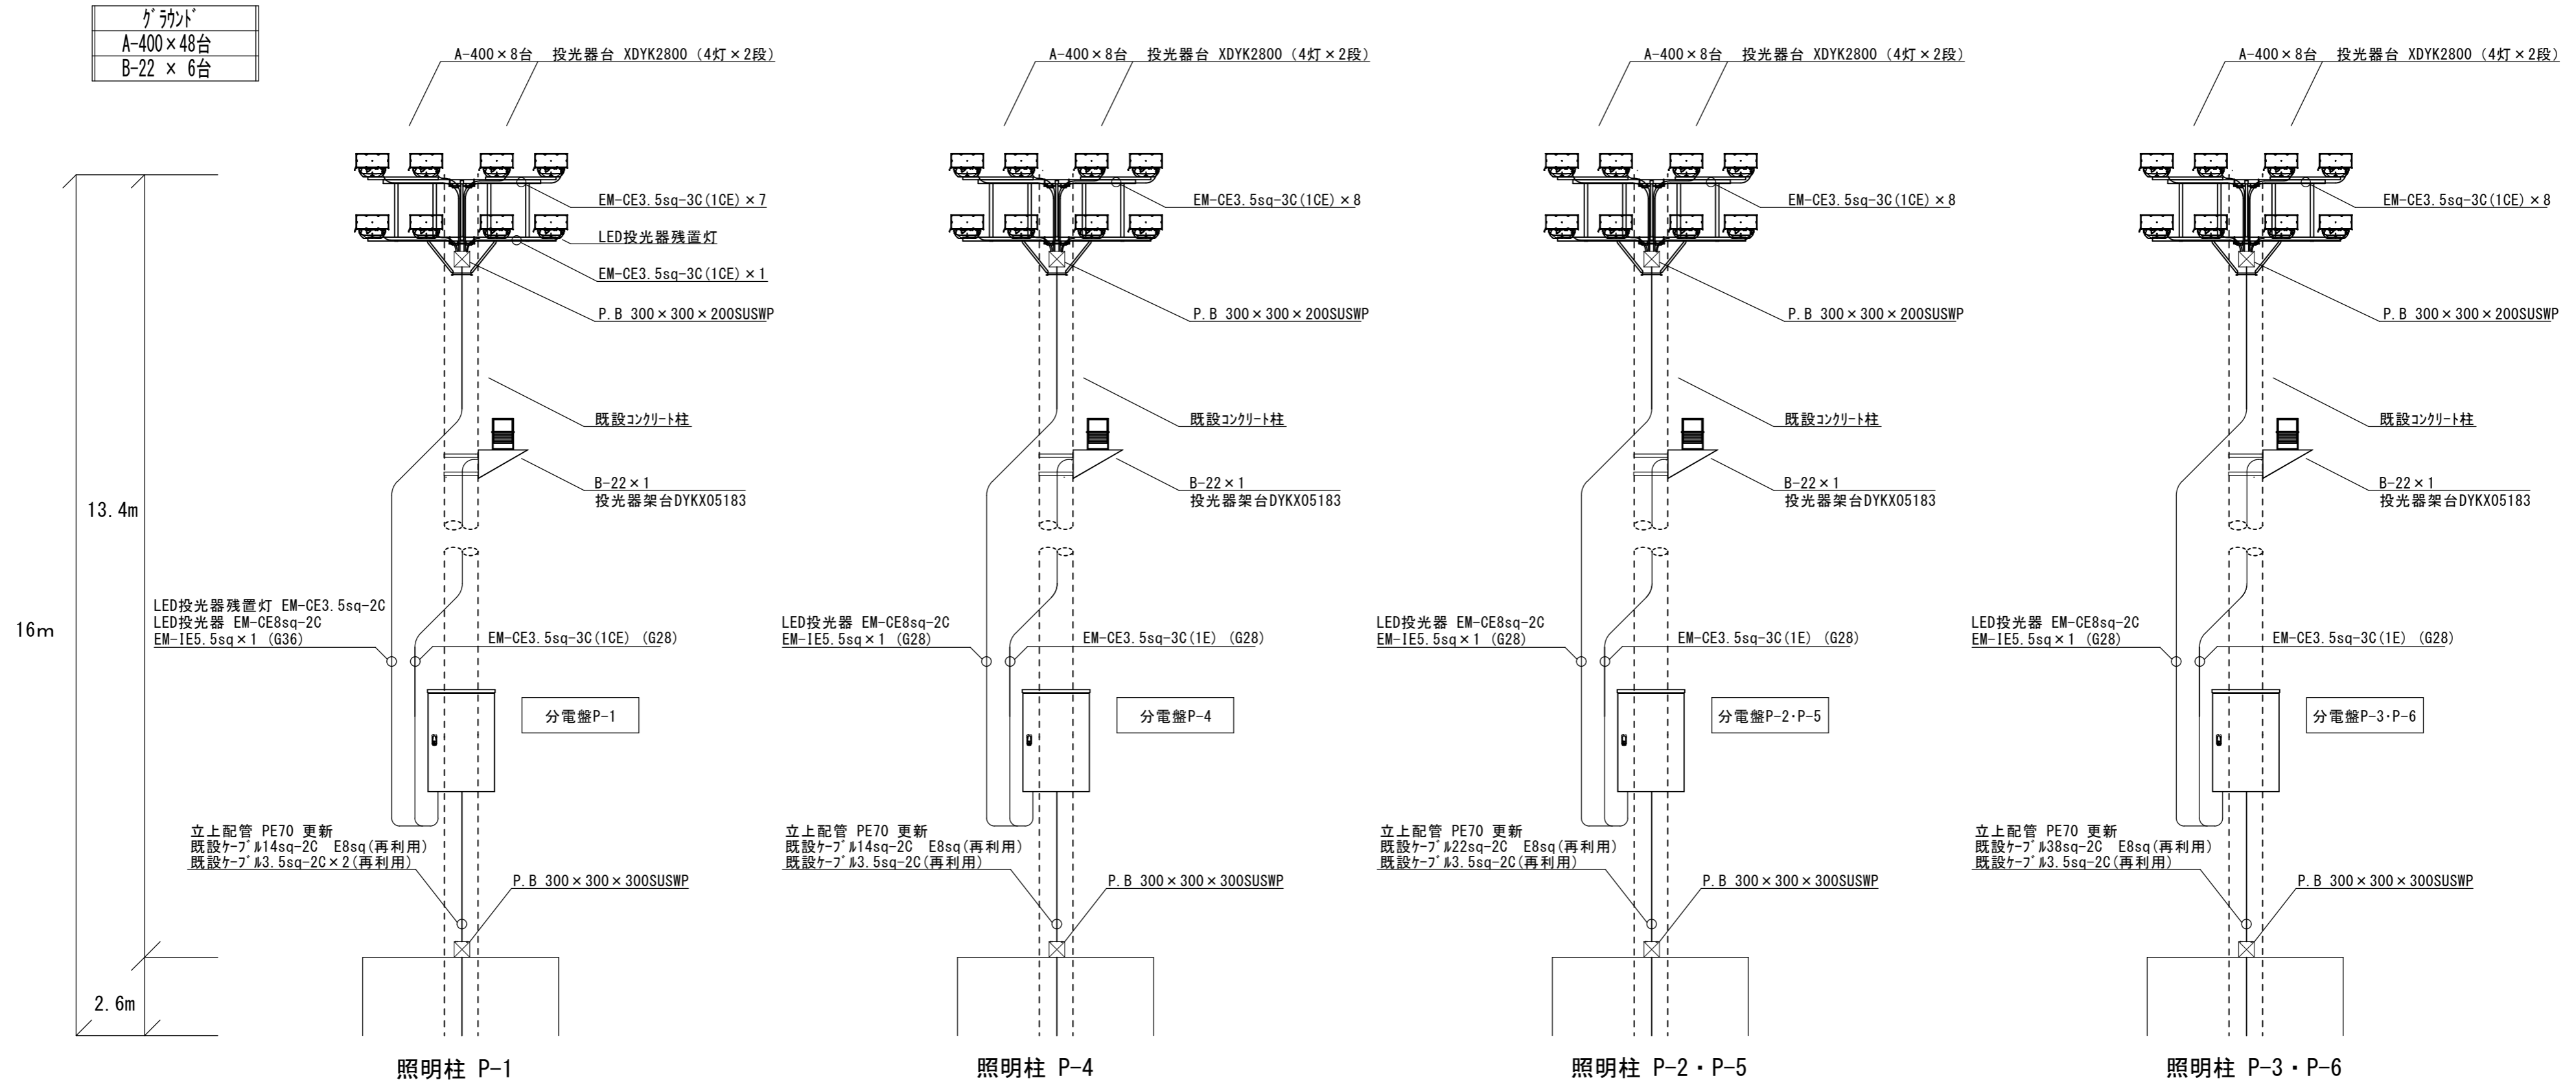 ｸﾞﾗｳﾝﾄﾞ
A-400×48台
B-22 × 6台
A-400×8台 投光器台 XDYK2800 (4灯×2段)
EM-CE3.5sq-3C(1CE)×7
LED投光器残置灯
EM-CE3.5sq-3C(1CE)×1
P.B 300×300×200SUSWP
既設ｺﾝｸﾘｰﾄ柱
B-22×1
投光器架台DYKX05183
13.4m
16m
2.6m
LED投光器残置灯 EM-CE3.5sq-2C
LED投光器 EM-CE8sq-2C
EM-IE5.5sq×1 (G36)
EM-CE3.5sq-3C(1CE) (G28)
分電盤P-1
立上配管 PE70 更新
既設ｹｰﾌﾞﾙ14sq-2C E8sq(再利用)
既設ｹｰﾌﾞﾙ3.5sq-2C×2(再利用)
P.B 300×300×300SUSWP
照明柱 P-1
A-400×8台 投光器台 XDYK2800 (4灯×2段)
EM-CE3.5sq-3C(1CE)×8
P.B 300×300×200SUSWP
既設ｺﾝｸﾘｰﾄ柱
B-22×1
投光器架台DYKX05183
LED投光器 EM-CE8sq-2C
EM-IE5.5sq×1 (G28)
EM-CE3.5sq-3C(1E) (G28)
分電盤P-4
立上配管 PE70 更新
既設ｹｰﾌﾞﾙ14sq-2C E8sq(再利用)
既設ｹｰﾌﾞﾙ3.5sq-2C(再利用)
P.B 300×300×300SUSWP
照明柱 P-4
A-400×8台 投光器台 XDYK2800 (4灯×2段)
EM-CE3.5sq-3C(1CE)×8
P.B 300×300×200SUSWP
既設ｺﾝｸﾘｰﾄ柱
B-22×1
投光器架台DYKX05183
LED投光器 EM-CE8sq-2C
EM-IE5.5sq×1 (G28)
EM-CE3.5sq-3C(1E) (G28)
分電盤P-2･P-5
立上配管 PE70 更新
既設ｹｰﾌﾞﾙ22sq-2C E8sq(再利用)
既設ｹｰﾌﾞﾙ3.5sq-2C(再利用)
P.B 300×300×300SUSWP
照明柱 P-2・P-5
A-400×8台 投光器台 XDYK2800 (4灯×2段)
EM-CE3.5sq-3C(1CE)×8
P.B 300×300×200SUSWP
既設ｺﾝｸﾘｰﾄ柱
B-22×1
投光器架台DYKX05183
LED投光器 EM-CE8sq-2C
EM-IE5.5sq×1 (G28)
EM-CE3.5sq-3C(1E) (G28)
分電盤P-3･P-6
立上配管 PE70 更新
既設ｹｰﾌﾞﾙ38sq-2C E8sq(再利用)
既設ｹｰﾌﾞﾙ3.5sq-2C(再利用)
P.B 300×300×300SUSWP
照明柱 P-3・P-6